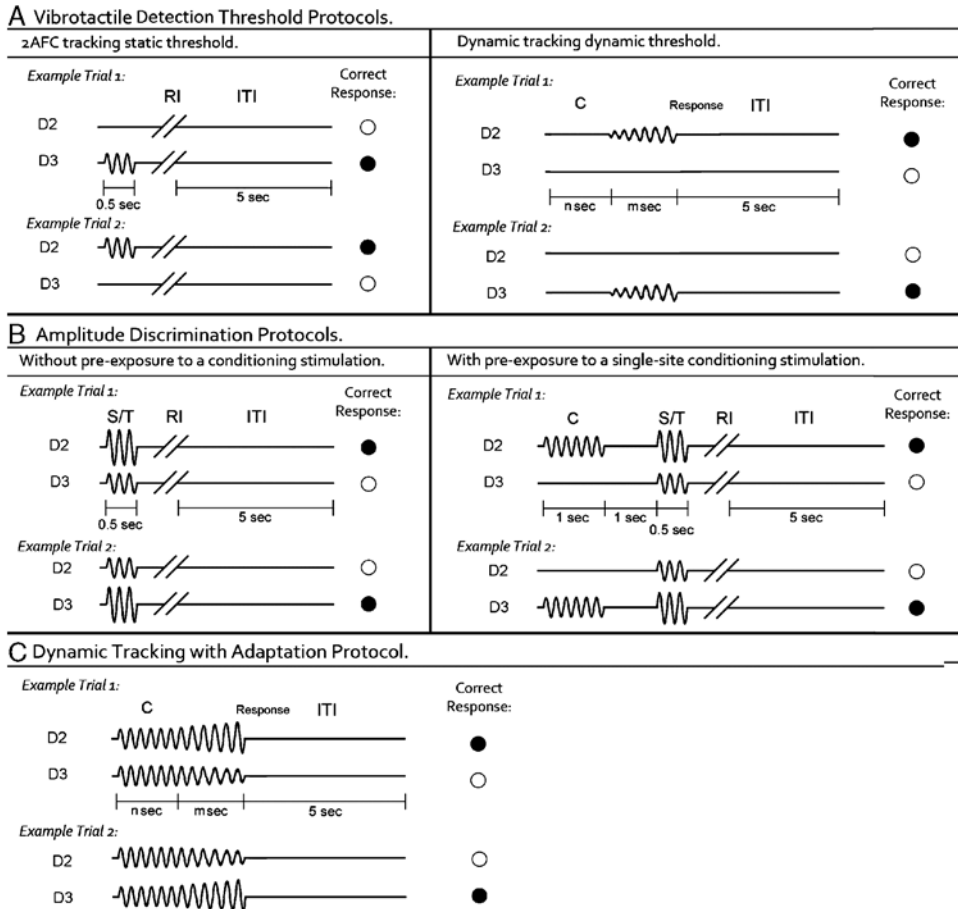 A Vibrotactile Detection Threshold Protocols.
2AFC tracking static threshold.
Example Trial 1:
Correct
Response:
RI ITI
D2
D3
0.5 sec 5 sec
Example Trial 2:
D2
D3
Dynamic tracking dynamic threshold.
Example Trial 1:
Correct
Response:
C Response ITI
D2
D3
n sec m sec 5 sec
Example Trial 2:
D2
D3
B Amplitude Discrimination Protocols.
Without pre-exposure to a conditioning stimulation.
Example Trial 1:
Correct
Response:
S/T RI ITI
D2
D3
0.5 sec 5 sec
Example Trial 2:
D2
D3
With pre-exposure to a single-site conditioning stimulation.
Example Trial 1:
Correct
Response:
C S/T RI ITI
D2
D3
1 sec 1 sec 0.5 sec 5 sec
Example Trial 2:
D2
D3
C Dynamic Tracking with Adaptation Protocol.
Example Trial 1:
Correct
Response:
C Response ITI
D2
D3
n sec m sec 5 sec
Example Trial 2:
D2
D3